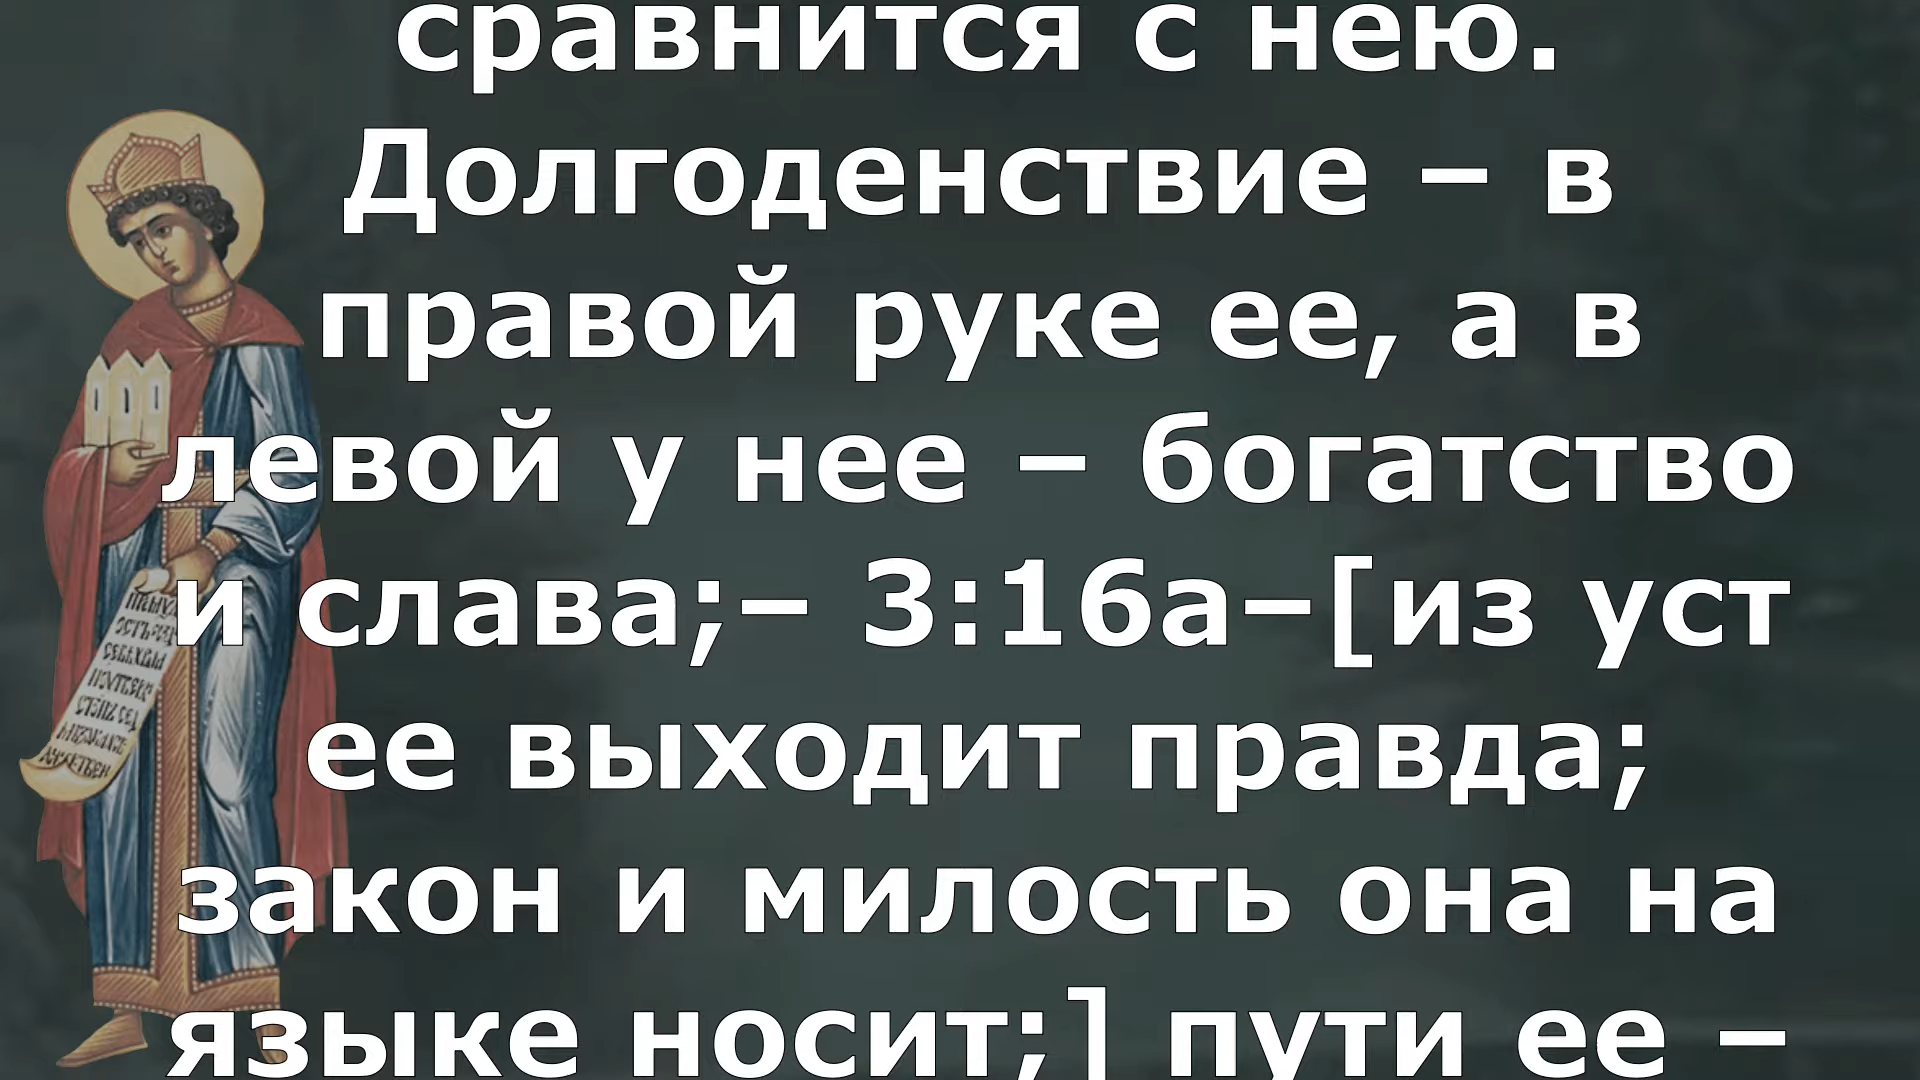 сравнится с нею.
Долгоденствие – в
правой руке ее, а в
левой у нее – богатство
и слава;– 3:16а–[из уст
ее выходит правда;
закон и милость она на
языке носит;] пути ее –